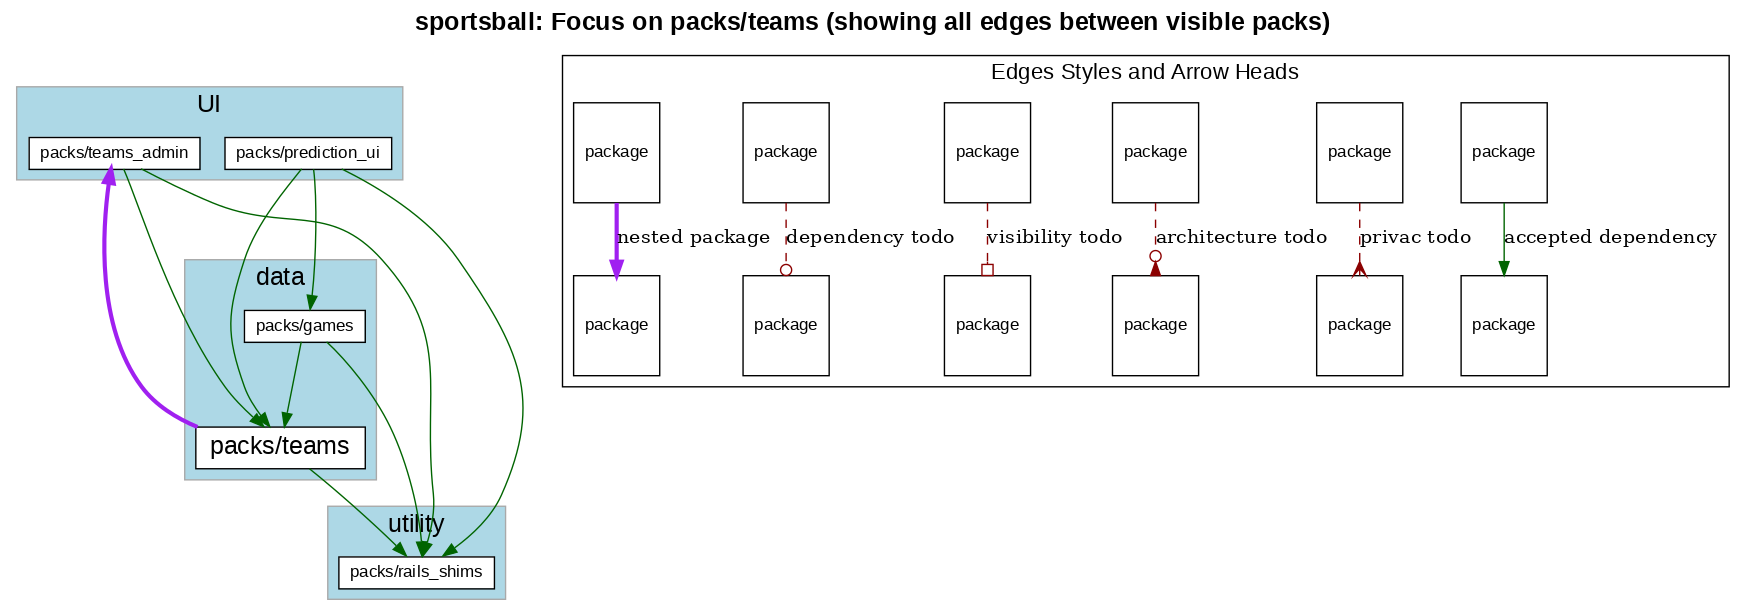 sportsball: Focus on packs/teams (showing all edges between visible packs)
UI
packs/teams_admin
packs/prediction_ui
data
packs/games
packs/teams
utility
packs/rails_shims
Edges Styles and Arrow Heads
package
package
package
package
package
package
nested package
dependency todo
visibility todo
architecture todo
privac todo
accepted dependency
package
package
package
package
package
package